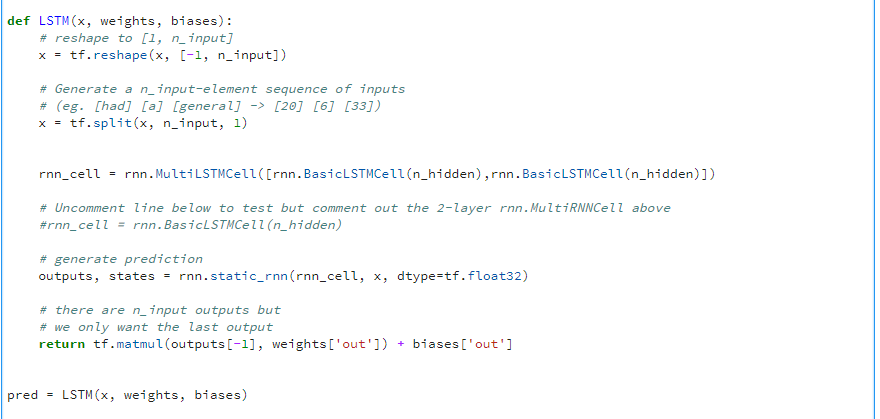 def LSTM(x, weights, biases):
    # reshape to [1, n_input]
    x = tf.reshape(x, [-1, n_input])
    # Generate a n_input-element sequence of inputs
    # (eg. [had] [a] [general] -> [20] [6] [33])
    x = tf.split(x, n_input, 1)
    rnn_cell = rnn.MultiLSTMCell([rnn.BasicLSTMCell(n_hidden),rnn.BasicLSTMCell(n_hidden)])
    # Uncomment line below to test but comment out the 2-layer rnn.MultiRNNCell above
    #rnn_cell = rnn.BasicLSTMCell(n_hidden)
    # generate prediction
    outputs, states = rnn.static_rnn(rnn_cell, x, dtype=tf.float32)
    # there are n_input outputs but
    # we only want the last output
    return tf.matmul(outputs[-1], weights['out']) + biases['out']
pred = LSTM(x, weights, biases)